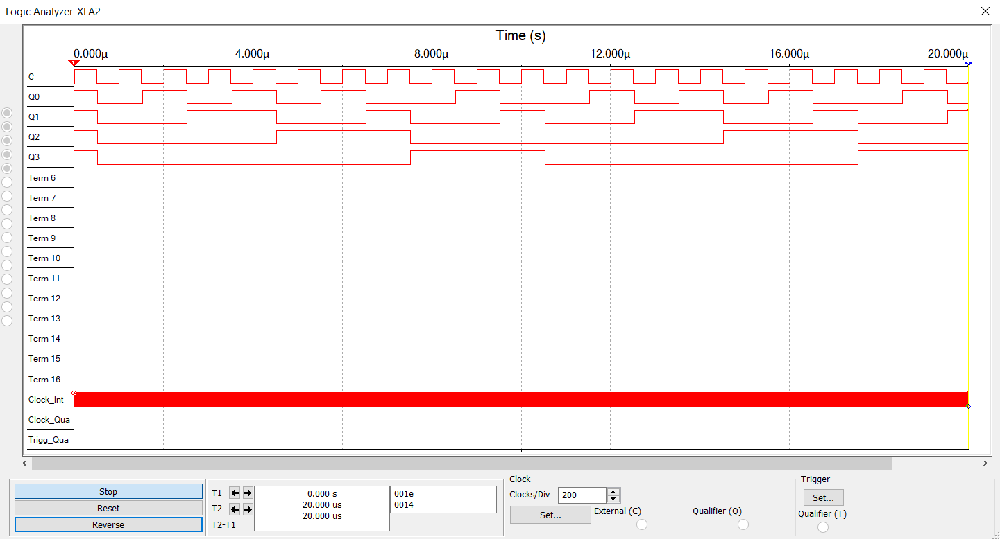 Logic Analyzer-XLA2
Time (s)
0.000µ 4.000µ 8.000µ 12.000µ 16.000µ 20.000µ
C
Q0
Q1
Q2
Q3
Term 6
Term 7
Term 8
Term 9
Term 10
Term 11
Term 12
Term 13
Term 14
Term 15
Term 16
Clock_Int
Clock_Qua
Trigg_Qua
Stop
Reset
Reverse
T1 0.000 s 001e
T2 20.000 us 0014
T2-T1 20.000 us
Clock
Clocks/Div 200
Set...
External (C)
Qualifier (Q)
Trigger
Set...
Qualifier (T)